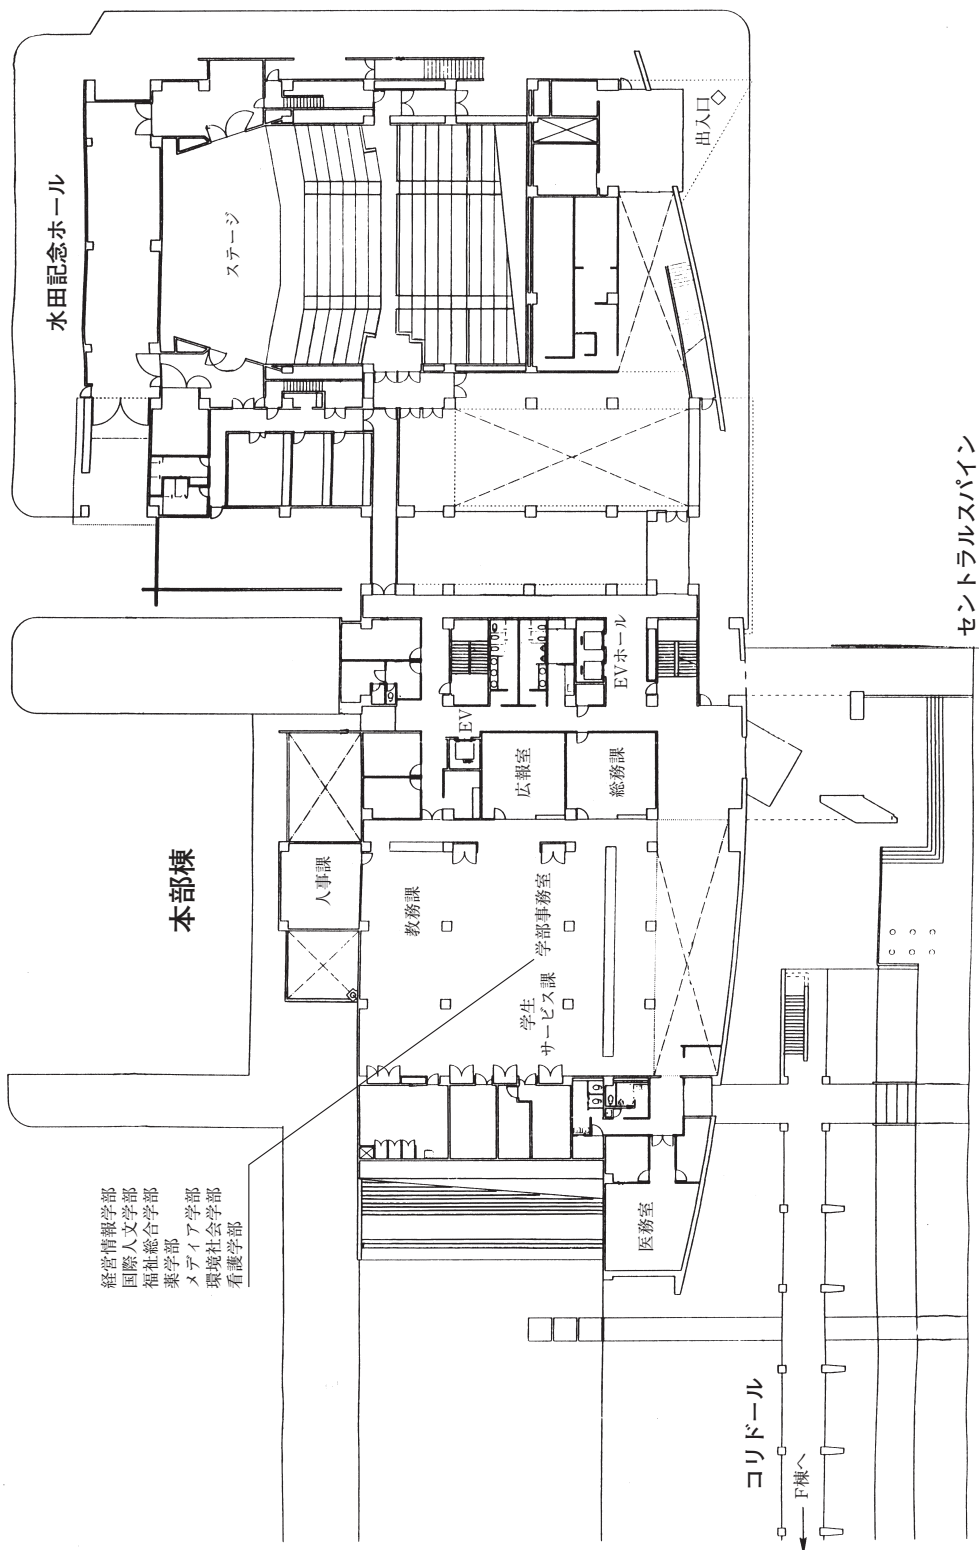 本部棟
水田記念ホール
経営情報学部
国際人文学部
福祉総合学部
薬学部
メディア学部
環境社会学部
看護学部
人事課
ステージ
教務課
EV
学生
サービス課
学部事務室
広報室
総務課
EVホール
医務室
出入口
コリドール
F棟へ
セントラルスパイン